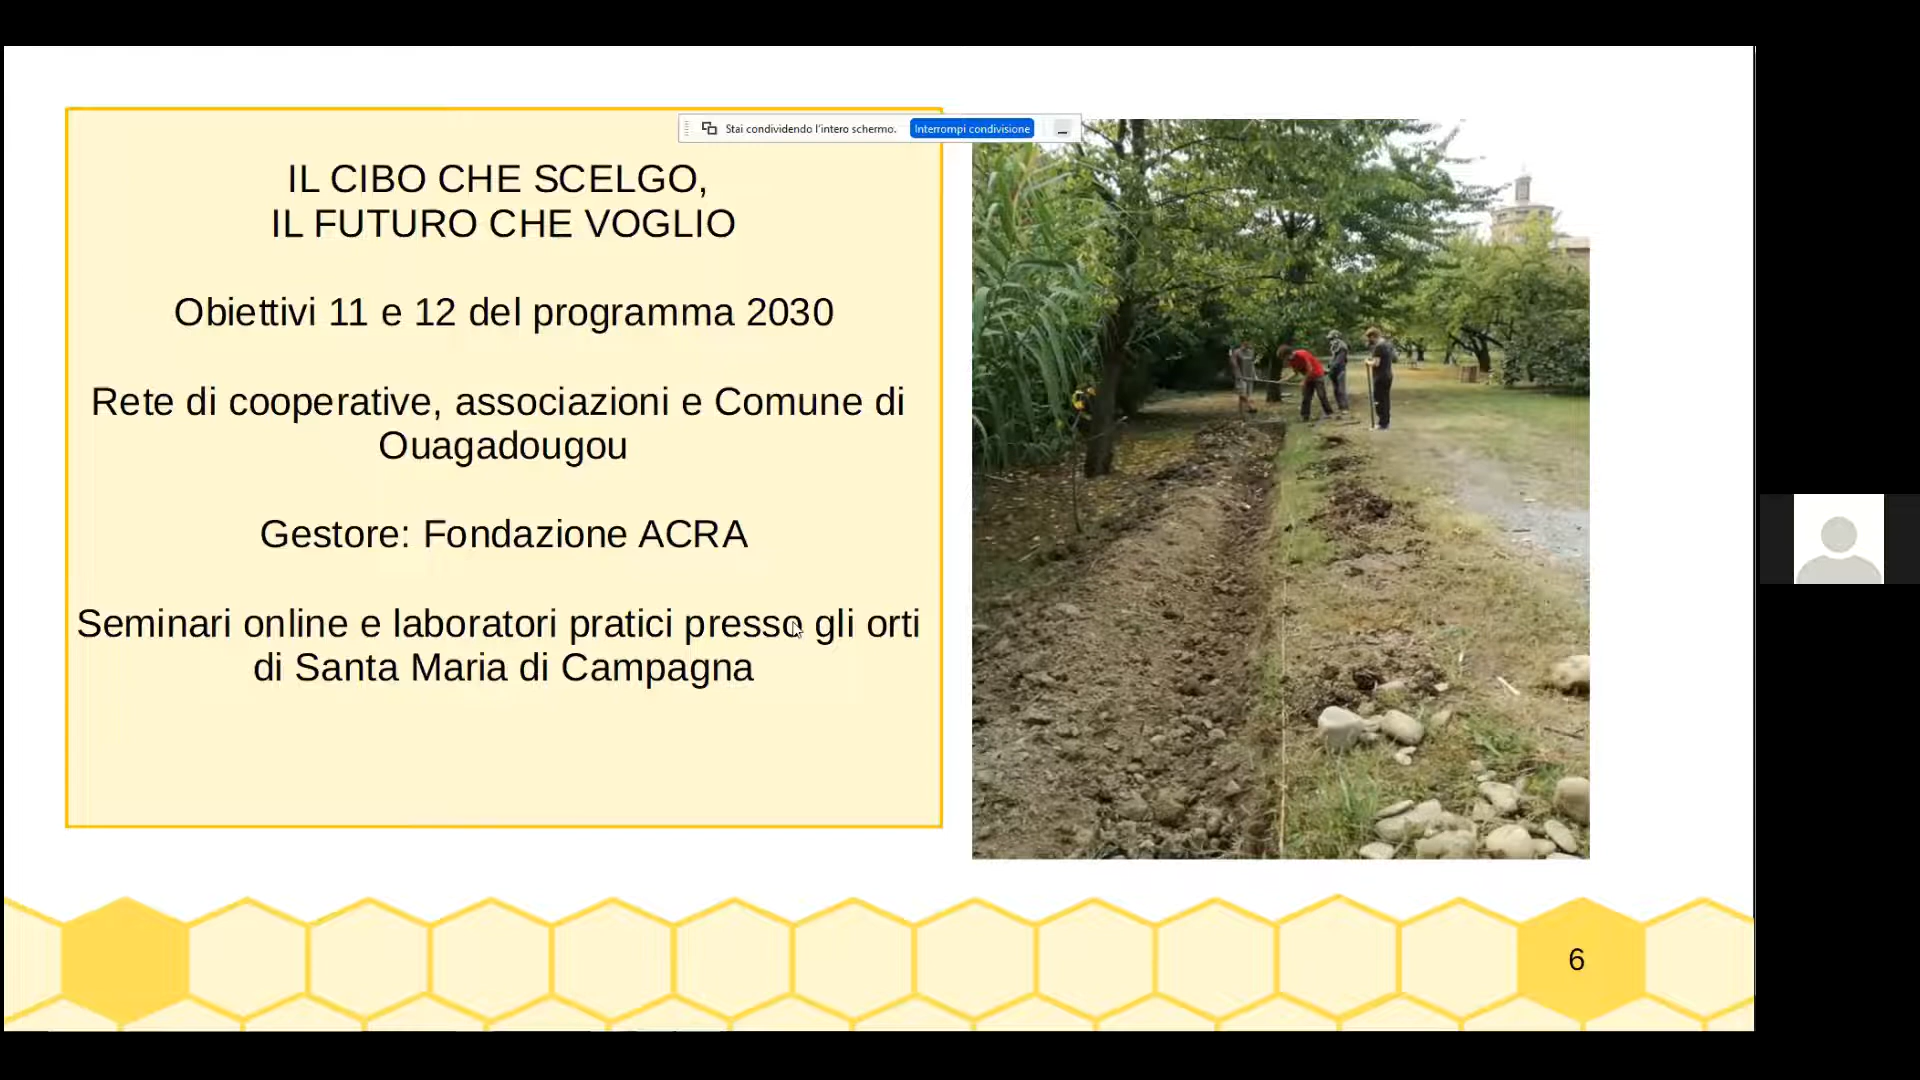 Stai condividendo l'intero schermo. Interrompi condivisione
IL CIBO CHE SCELGO,
IL FUTURO CHE VOGLIO
Obiettivi 11 e 12 del programma 2030
Rete di cooperative, associazioni e Comune di
Ouagadougou
Gestore: Fondazione ACRA
Seminari online e laboratori pratici presso gli orti
di Santa Maria di Campagna
6